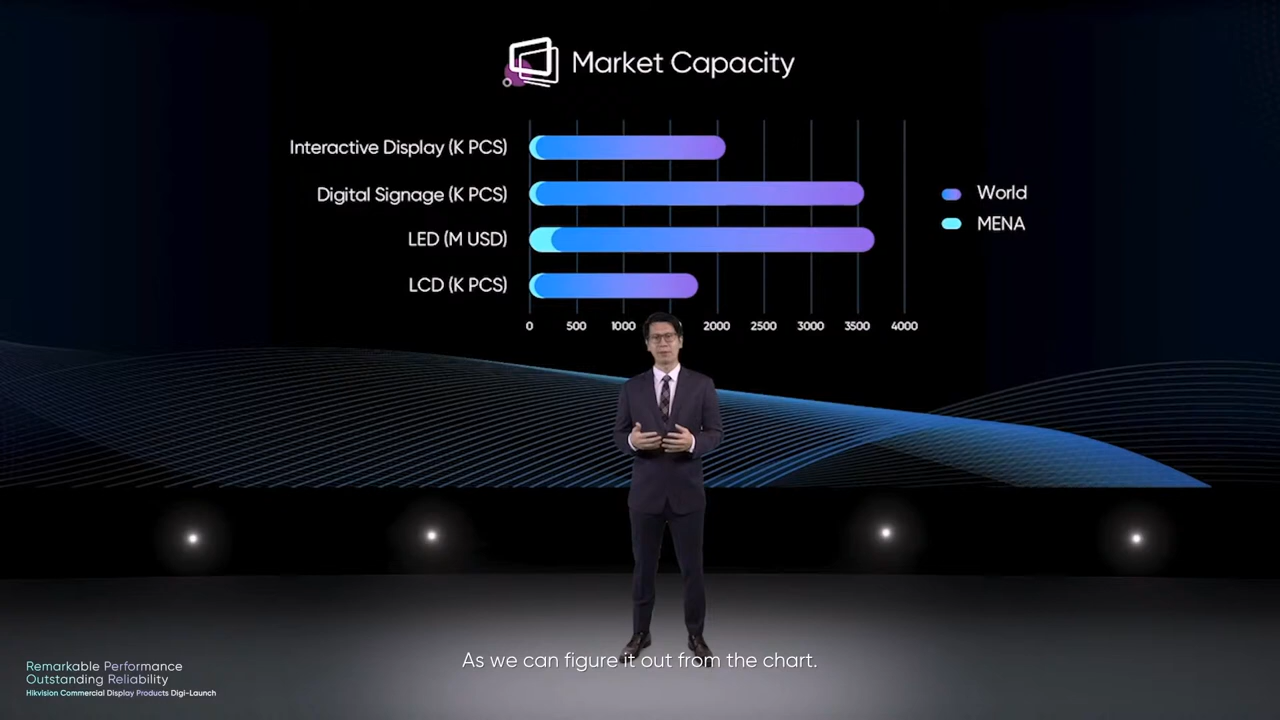 Market Capacity
Interactive Display (K PCS)
Digital Signage (K PCS)
LED (M USD)
LCD (K PCS)
World
MENA
0 500 1000 2000 2500 3000 3500 4000
As we can figure it out from the chart.
Remarkable Performance
Outstanding Reliability
Hikvision Commercial Display Products Digi-Launch